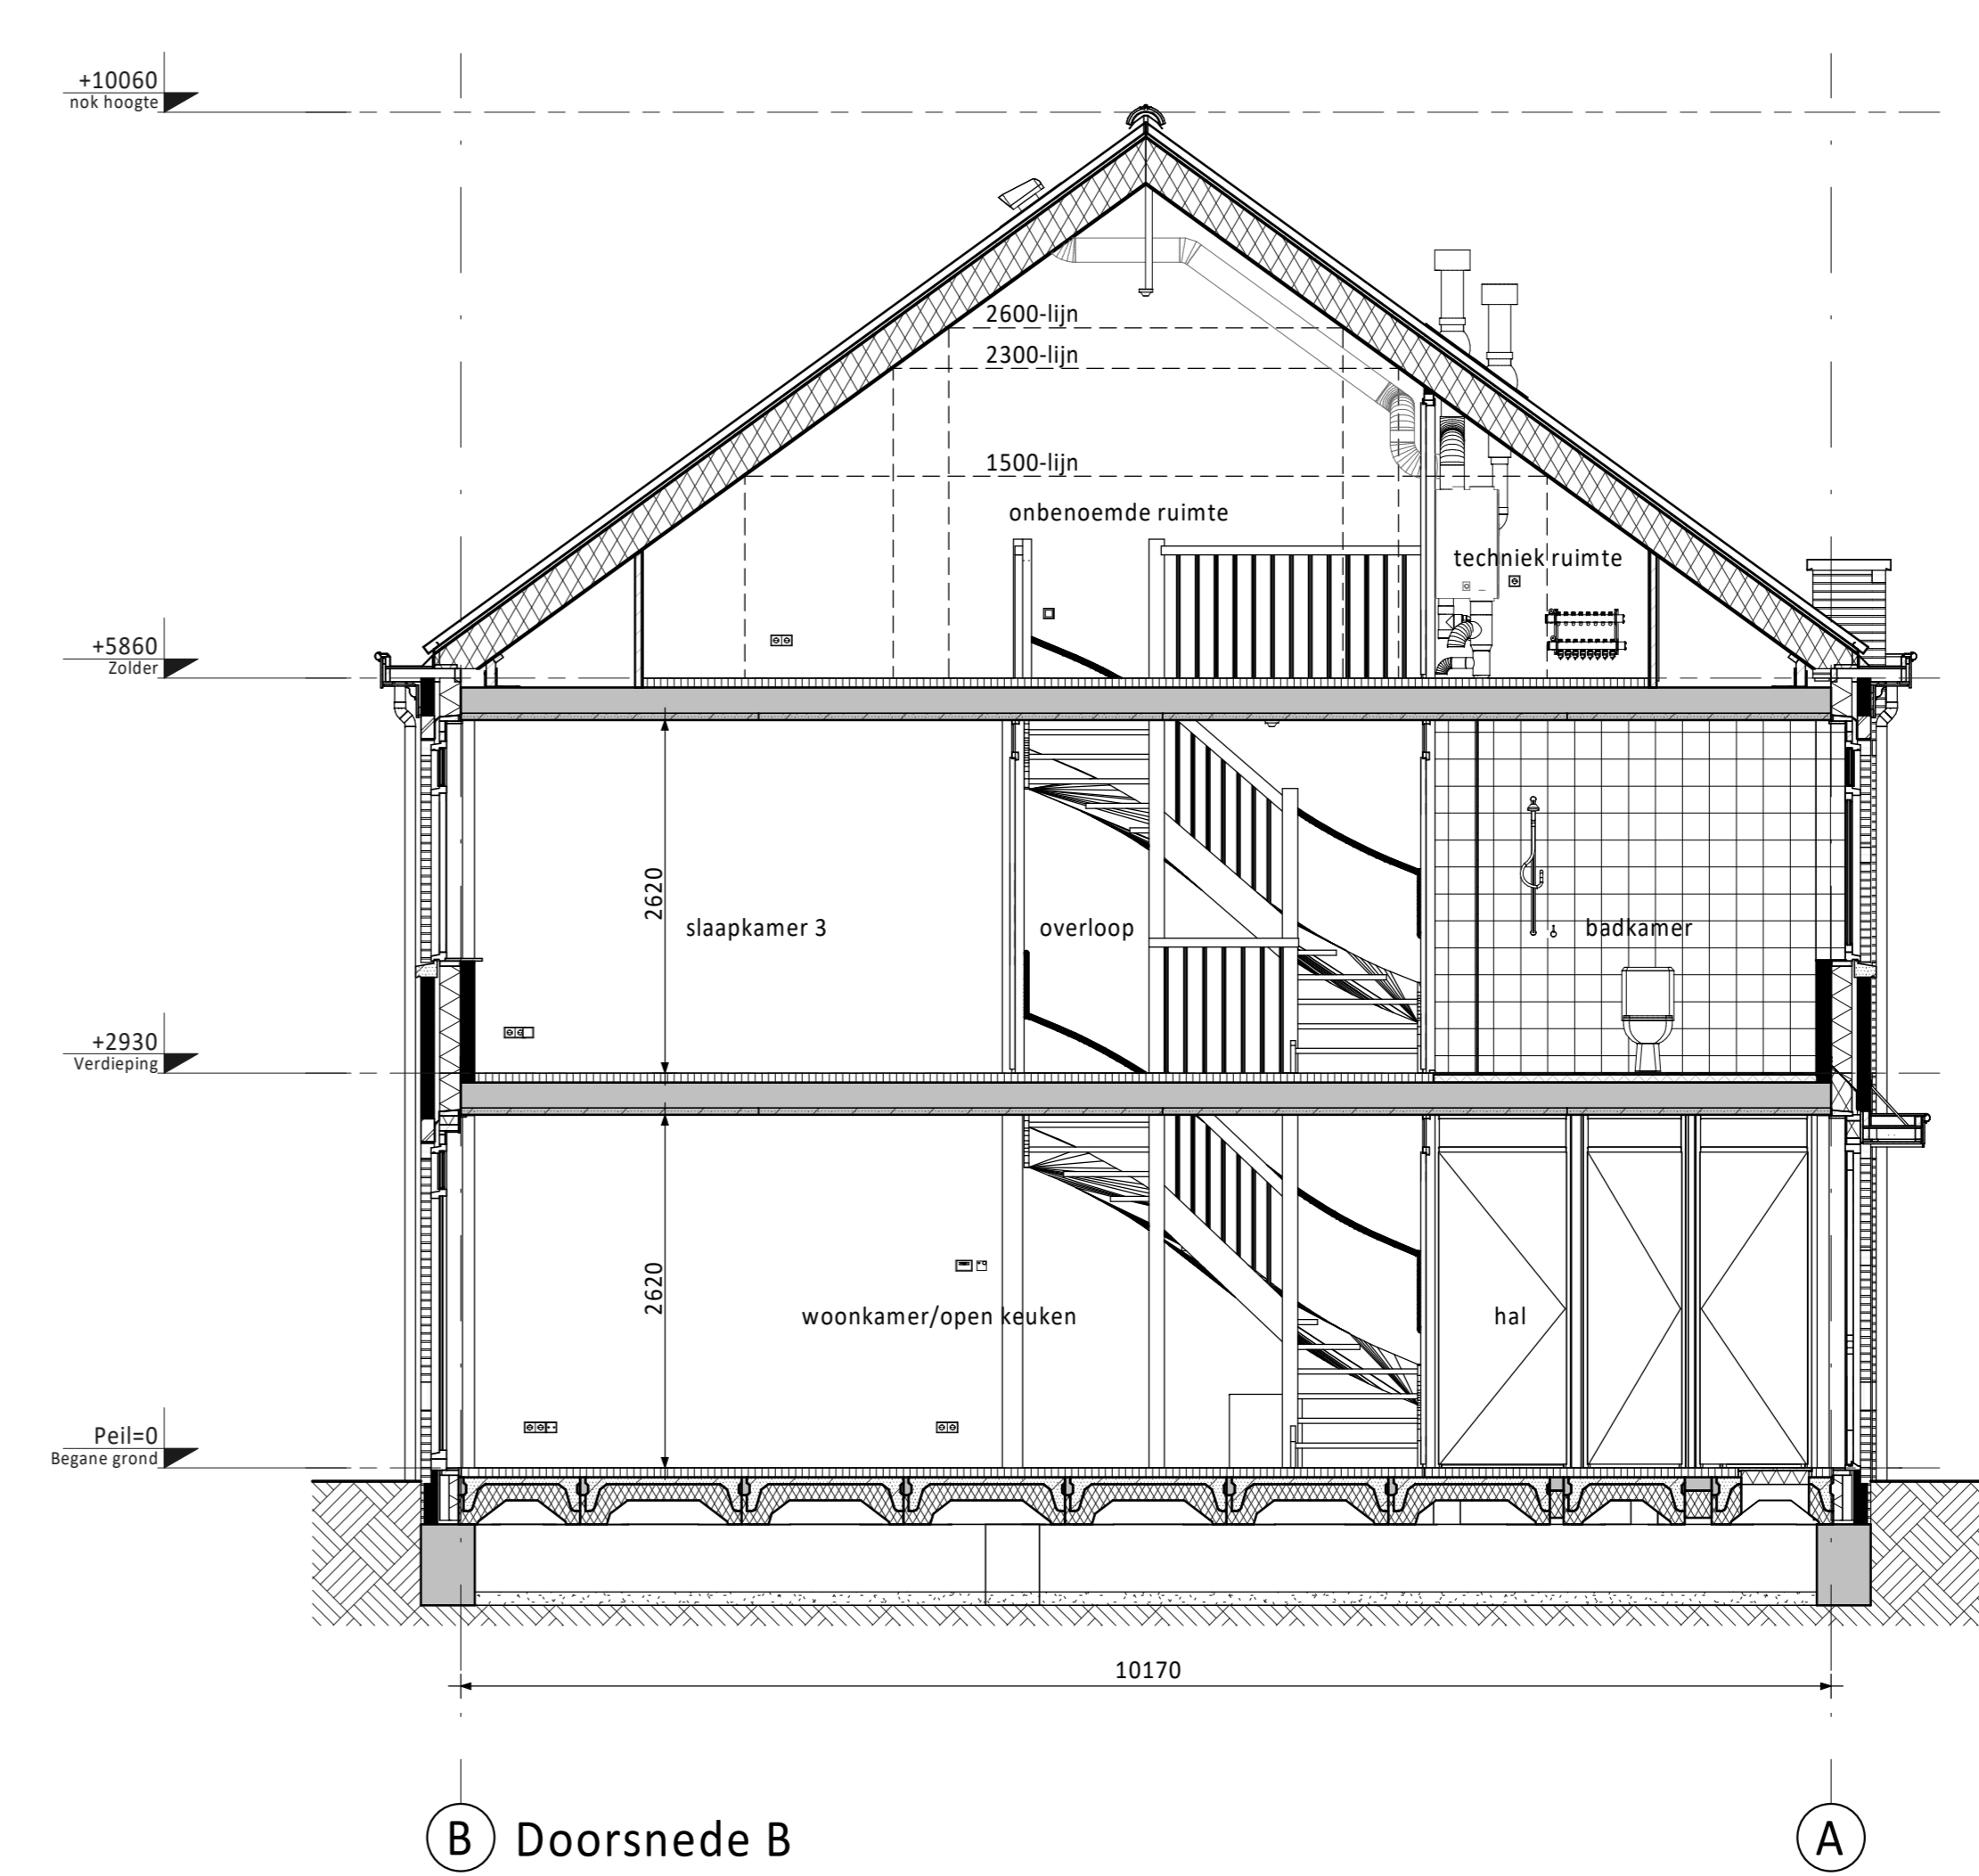 +10060
nok hoogte
2600-lijn
2300-lijn
1500-lijn
onbenoemde ruimte
techniek ruimte
+5860
Zolder
2620
slaapkamer 3
overloop
badkamer
+2930
Verdieping
2620
woonkamer/open keuken
hal
Peil=0
Begane grond
10170
B
Doorsnede B
A